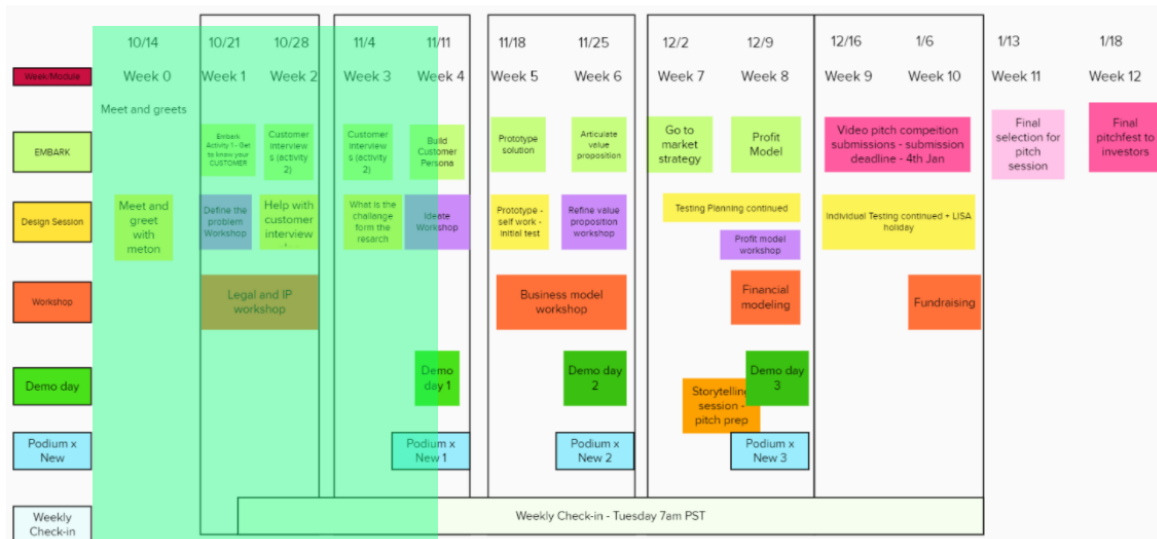 10/14 10/21 10/28 11/4 11/11 11/18 11/25 12/2 12/9 12/16 1/6 1/13 1/18
Week/Module Week 0 Week 1 Week 2 Week 3 Week 4 Week 5 Week 6 Week 7 Week 8 Week 9 Week 10 Week 11 Week 12
Meet and greets
EMBARK
Embark
Activity 1 - Get
to know your
CUSTOMER
Customer
interview
s (activity
2)
Customer
interview
s (activity
2)
Build
Customer
Persona
Prototype
solution
Articulate
value
proposition
Go to
market
strategy
Profit
Model
Video pitch compeition
submissions - submission
deadline - 4th Jan
Final
selection for
pitch
session
Final
pitchfest to
investors
Design Session
Meet and
greet
with
meton
Define the
problem
Workshop
Help with
customer
interview
What is the
challange
form the
resarch
Ideate
Workshop
Prototype -
self work -
initial test
Refine value
proposition
workshop
Testing Planning continued
Profit model
workshop
Individual Testing continued + LISA
holiday
Workshop
Legal and IP
workshop
Business model
workshop
Financial
modeling
Fundraising
Demo day
Demo
day 1
Demo day
2
Storytelling
session -
pitch prep
Demo day
3
Podium x
New
Podium x
New 1
Podium x
New 2
Podium x
New 3
Weekly
Check-in
Weekly Check-in - Tuesday 7am PST